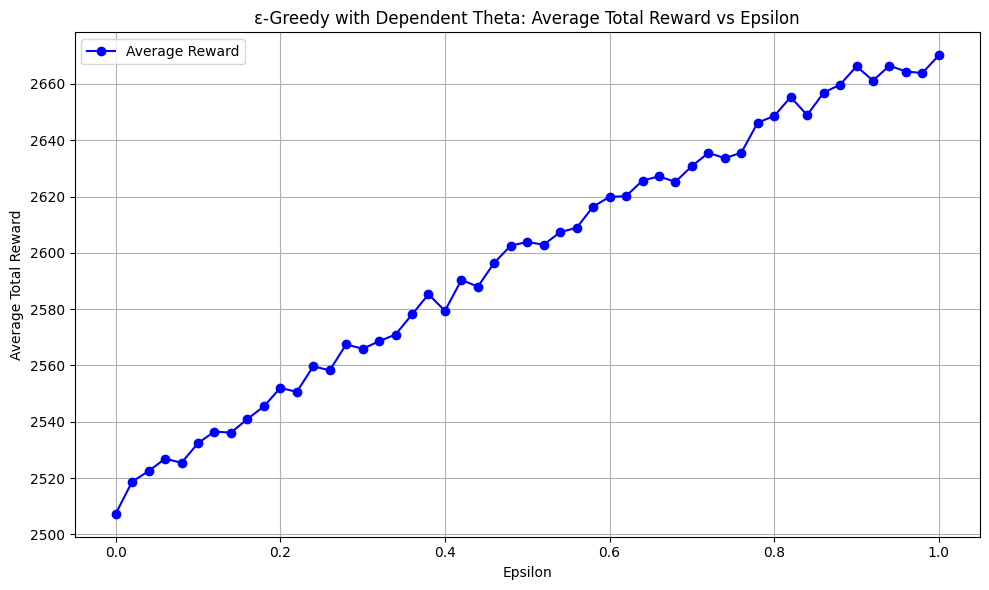 ε-Greedy with Dependent Theta: Average Total Reward vs Epsilon
Average Reward
Average Total Reward
2660
2640
2620
2600
2580
2560
2540
2520
2500
0.0 0.2 0.4 0.6 0.8 1.0
Epsilon